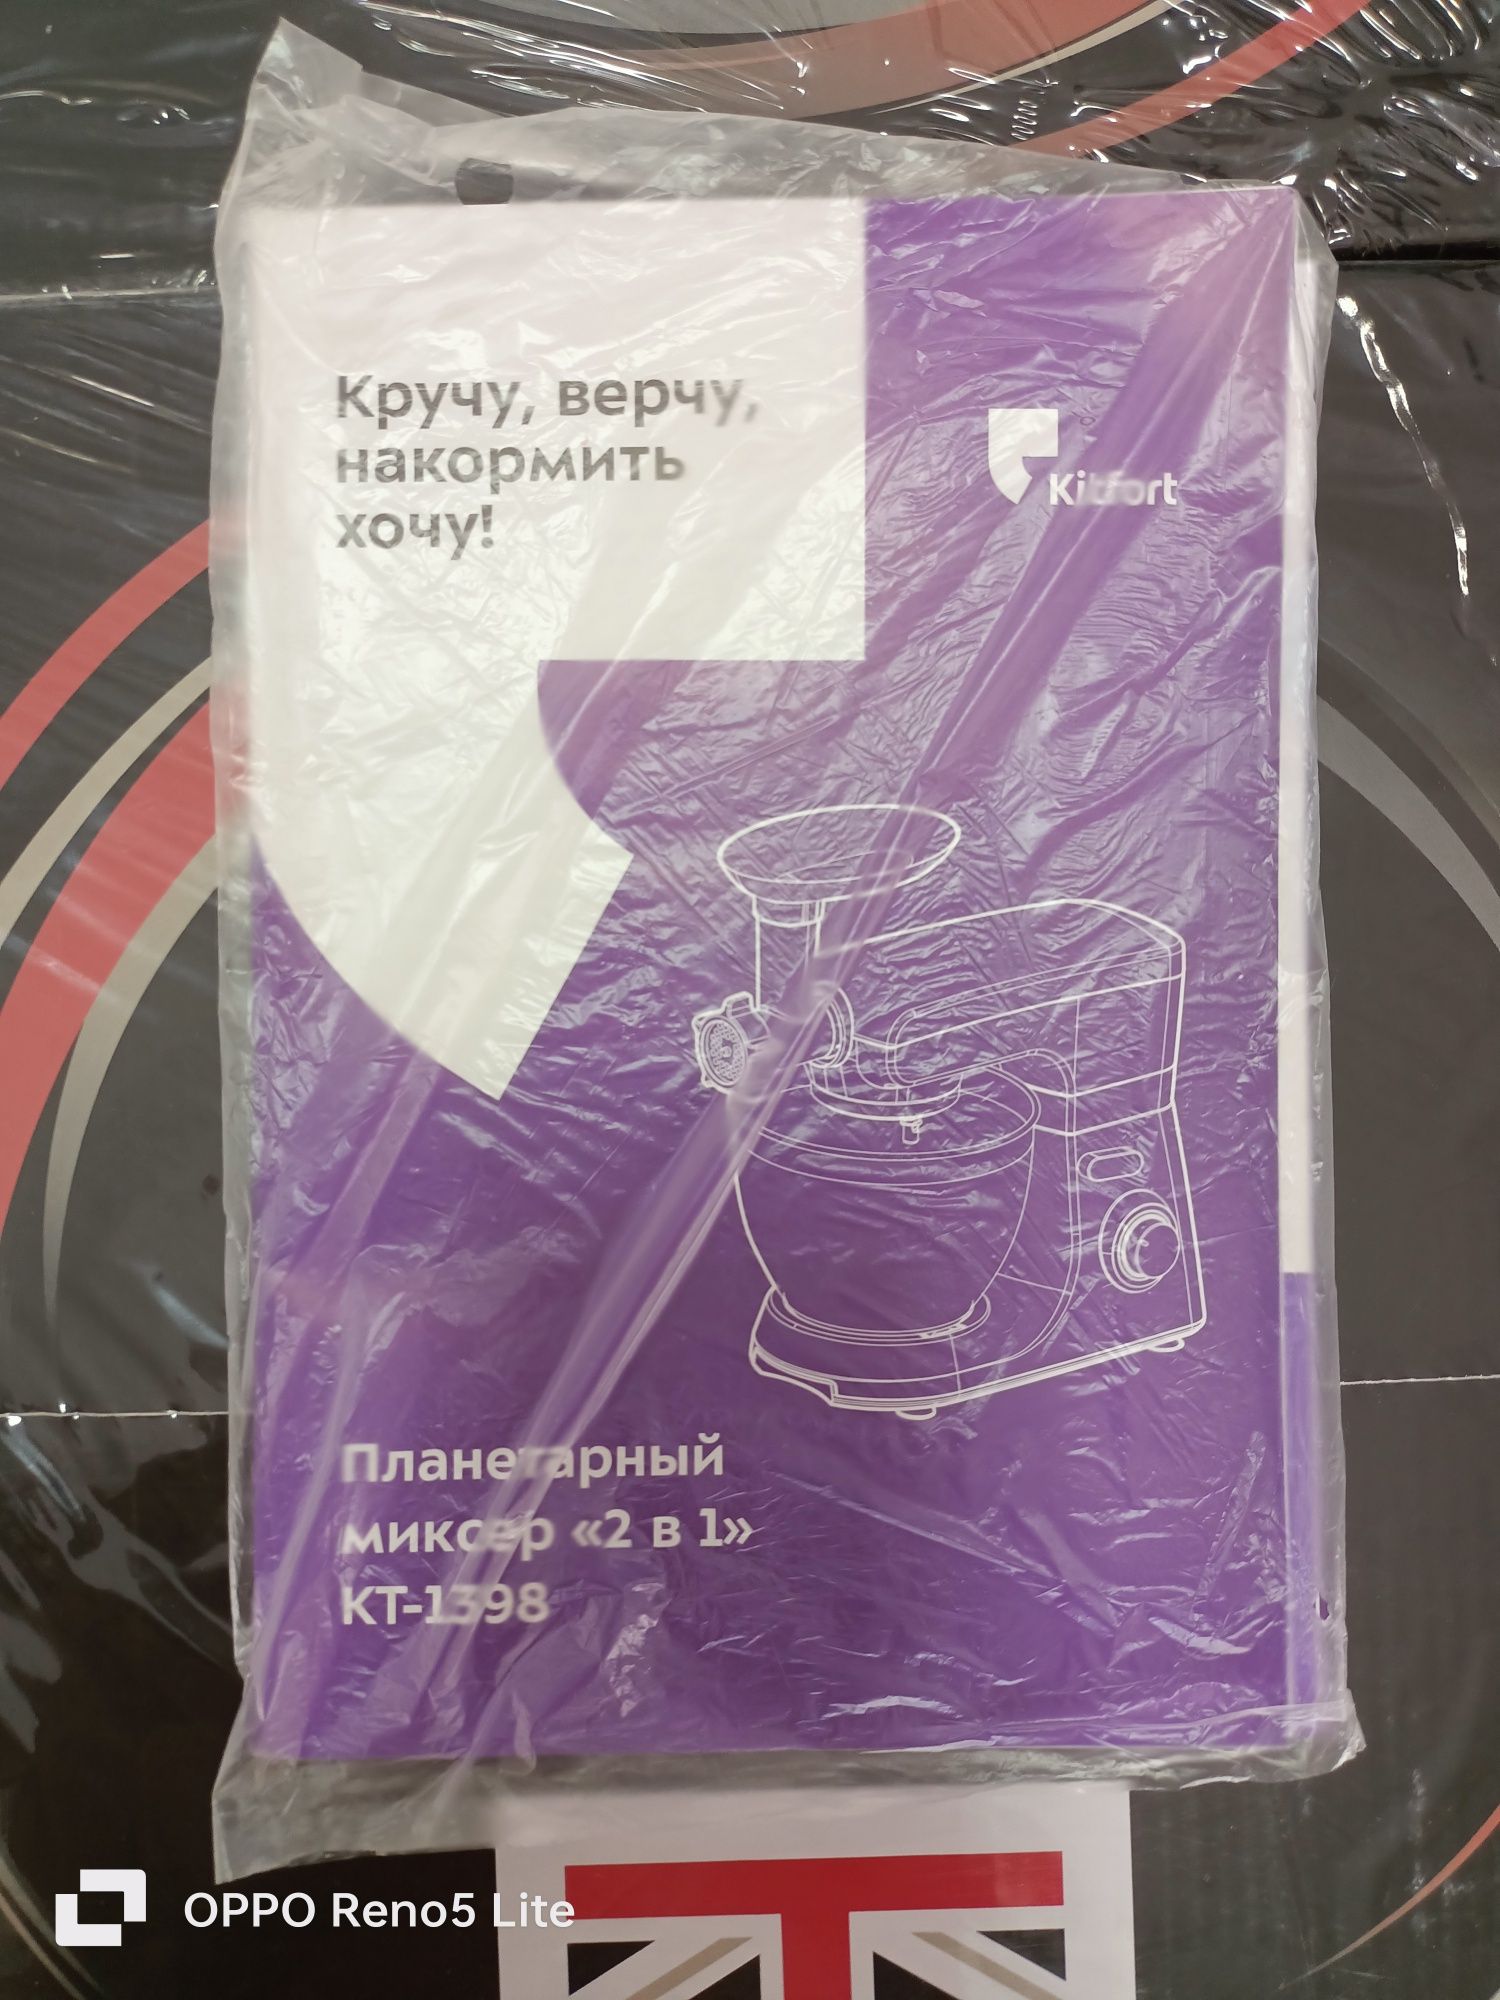 Кручу, верчу,
накормить
хочу!
Kitfort
Планетарный
миксер «2 в 1»
КТ-1398
OPPO Reno5 Lite